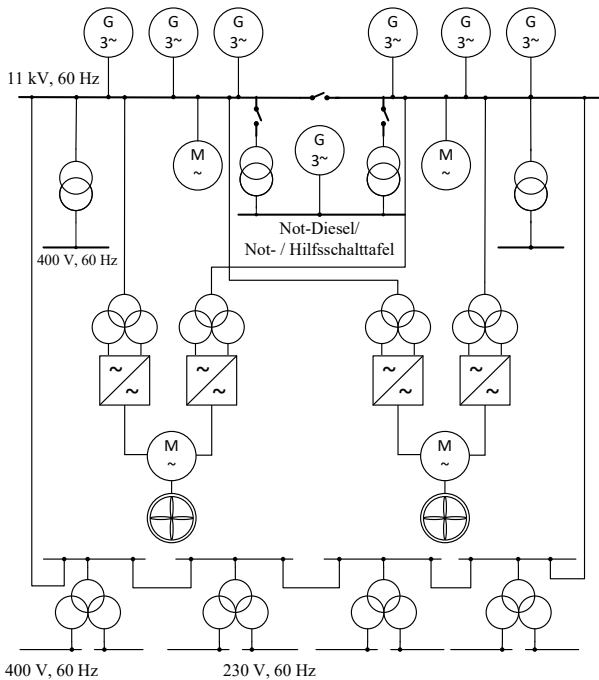 G
3~
G
3~
G
3~
G
3~
G
3~
G
3~
11 kV, 60 Hz
M
~
G
3~
M
~
Not-Diesel/
Not- / Hilfsschalttafel
400 V, 60 Hz
~
~
~
~
~
~
~
~
M
~
M
~
400 V, 60 Hz
230 V, 60 Hz